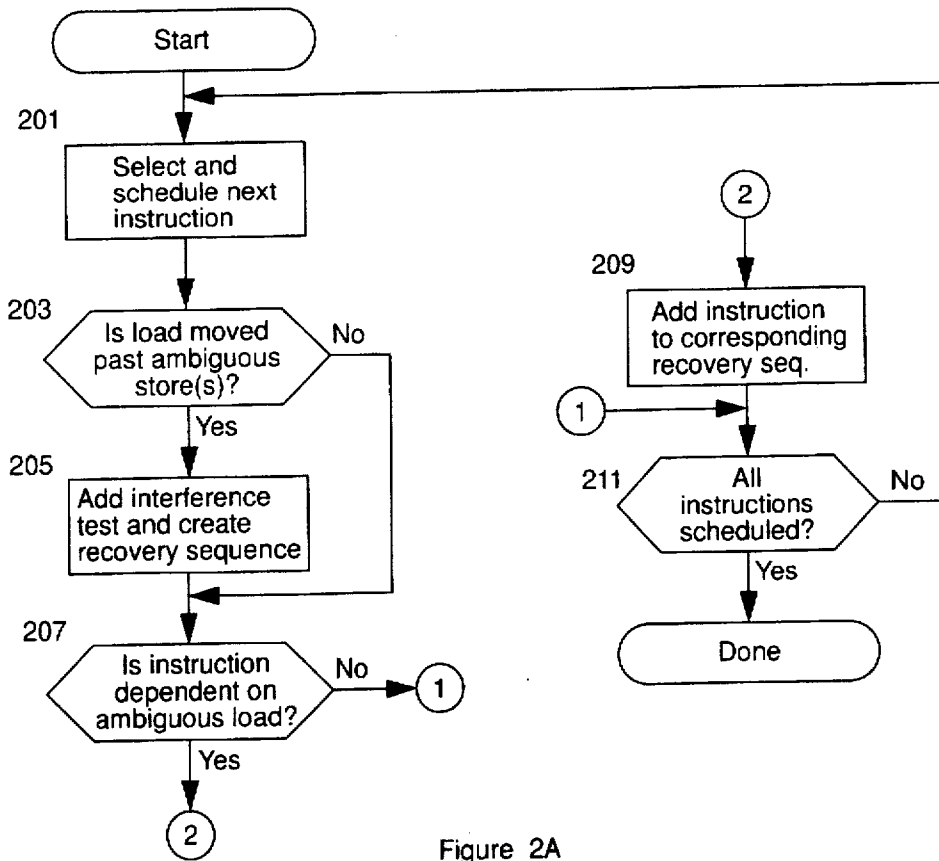 Start
201
Select and
schedule next
instruction
203
Is load moved
past ambiguous
store(s)?
No
Yes
205
Add interference
test and create
recovery sequence
207
Is instruction
dependent on
ambiguous load?
No
1
Yes
2
2
209
Add instruction
to corresponding
recovery seq.
1
211
All
instructions
scheduled?
No
Yes
Done
Figure 2A